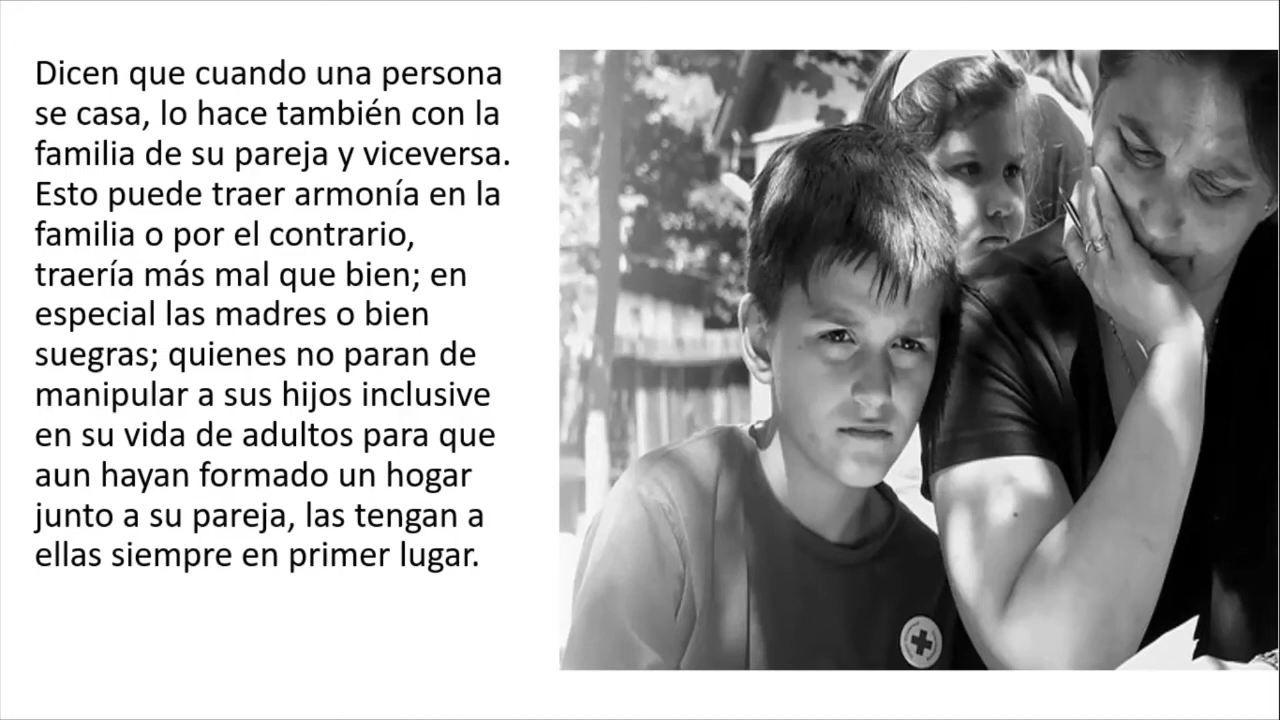 Dicen que cuando una persona
se casa, lo hace también con la
familia de su pareja y viceversa.
Esto puede traer armonía en la
familia o por el contrario,
traería más mal que bien; en
especial las madres o bien
suegras; quienes no paran de
manipular a sus hijos inclusive
en su vida de adultos para que
aun hayan formado un hogar
junto a su pareja, las tengan a
ellas siempre en primer lugar.